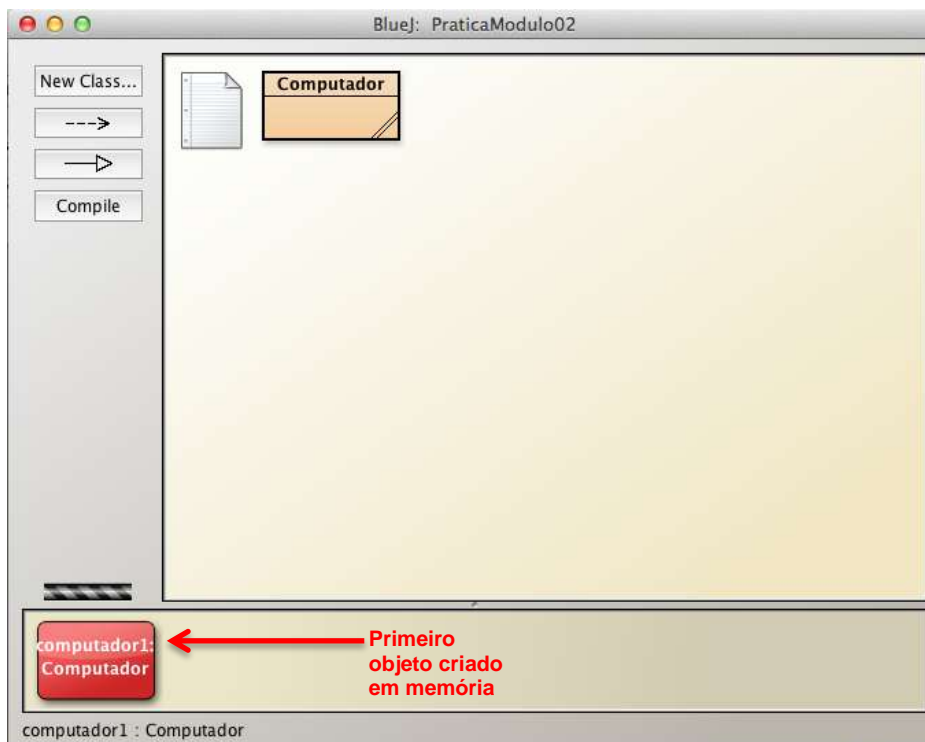 BlueJ: PraticaModulo02
New Class...
Compile
Computador
computador1:
Computador
Primeiro
objeto criado
em memória
computador1 : Computador